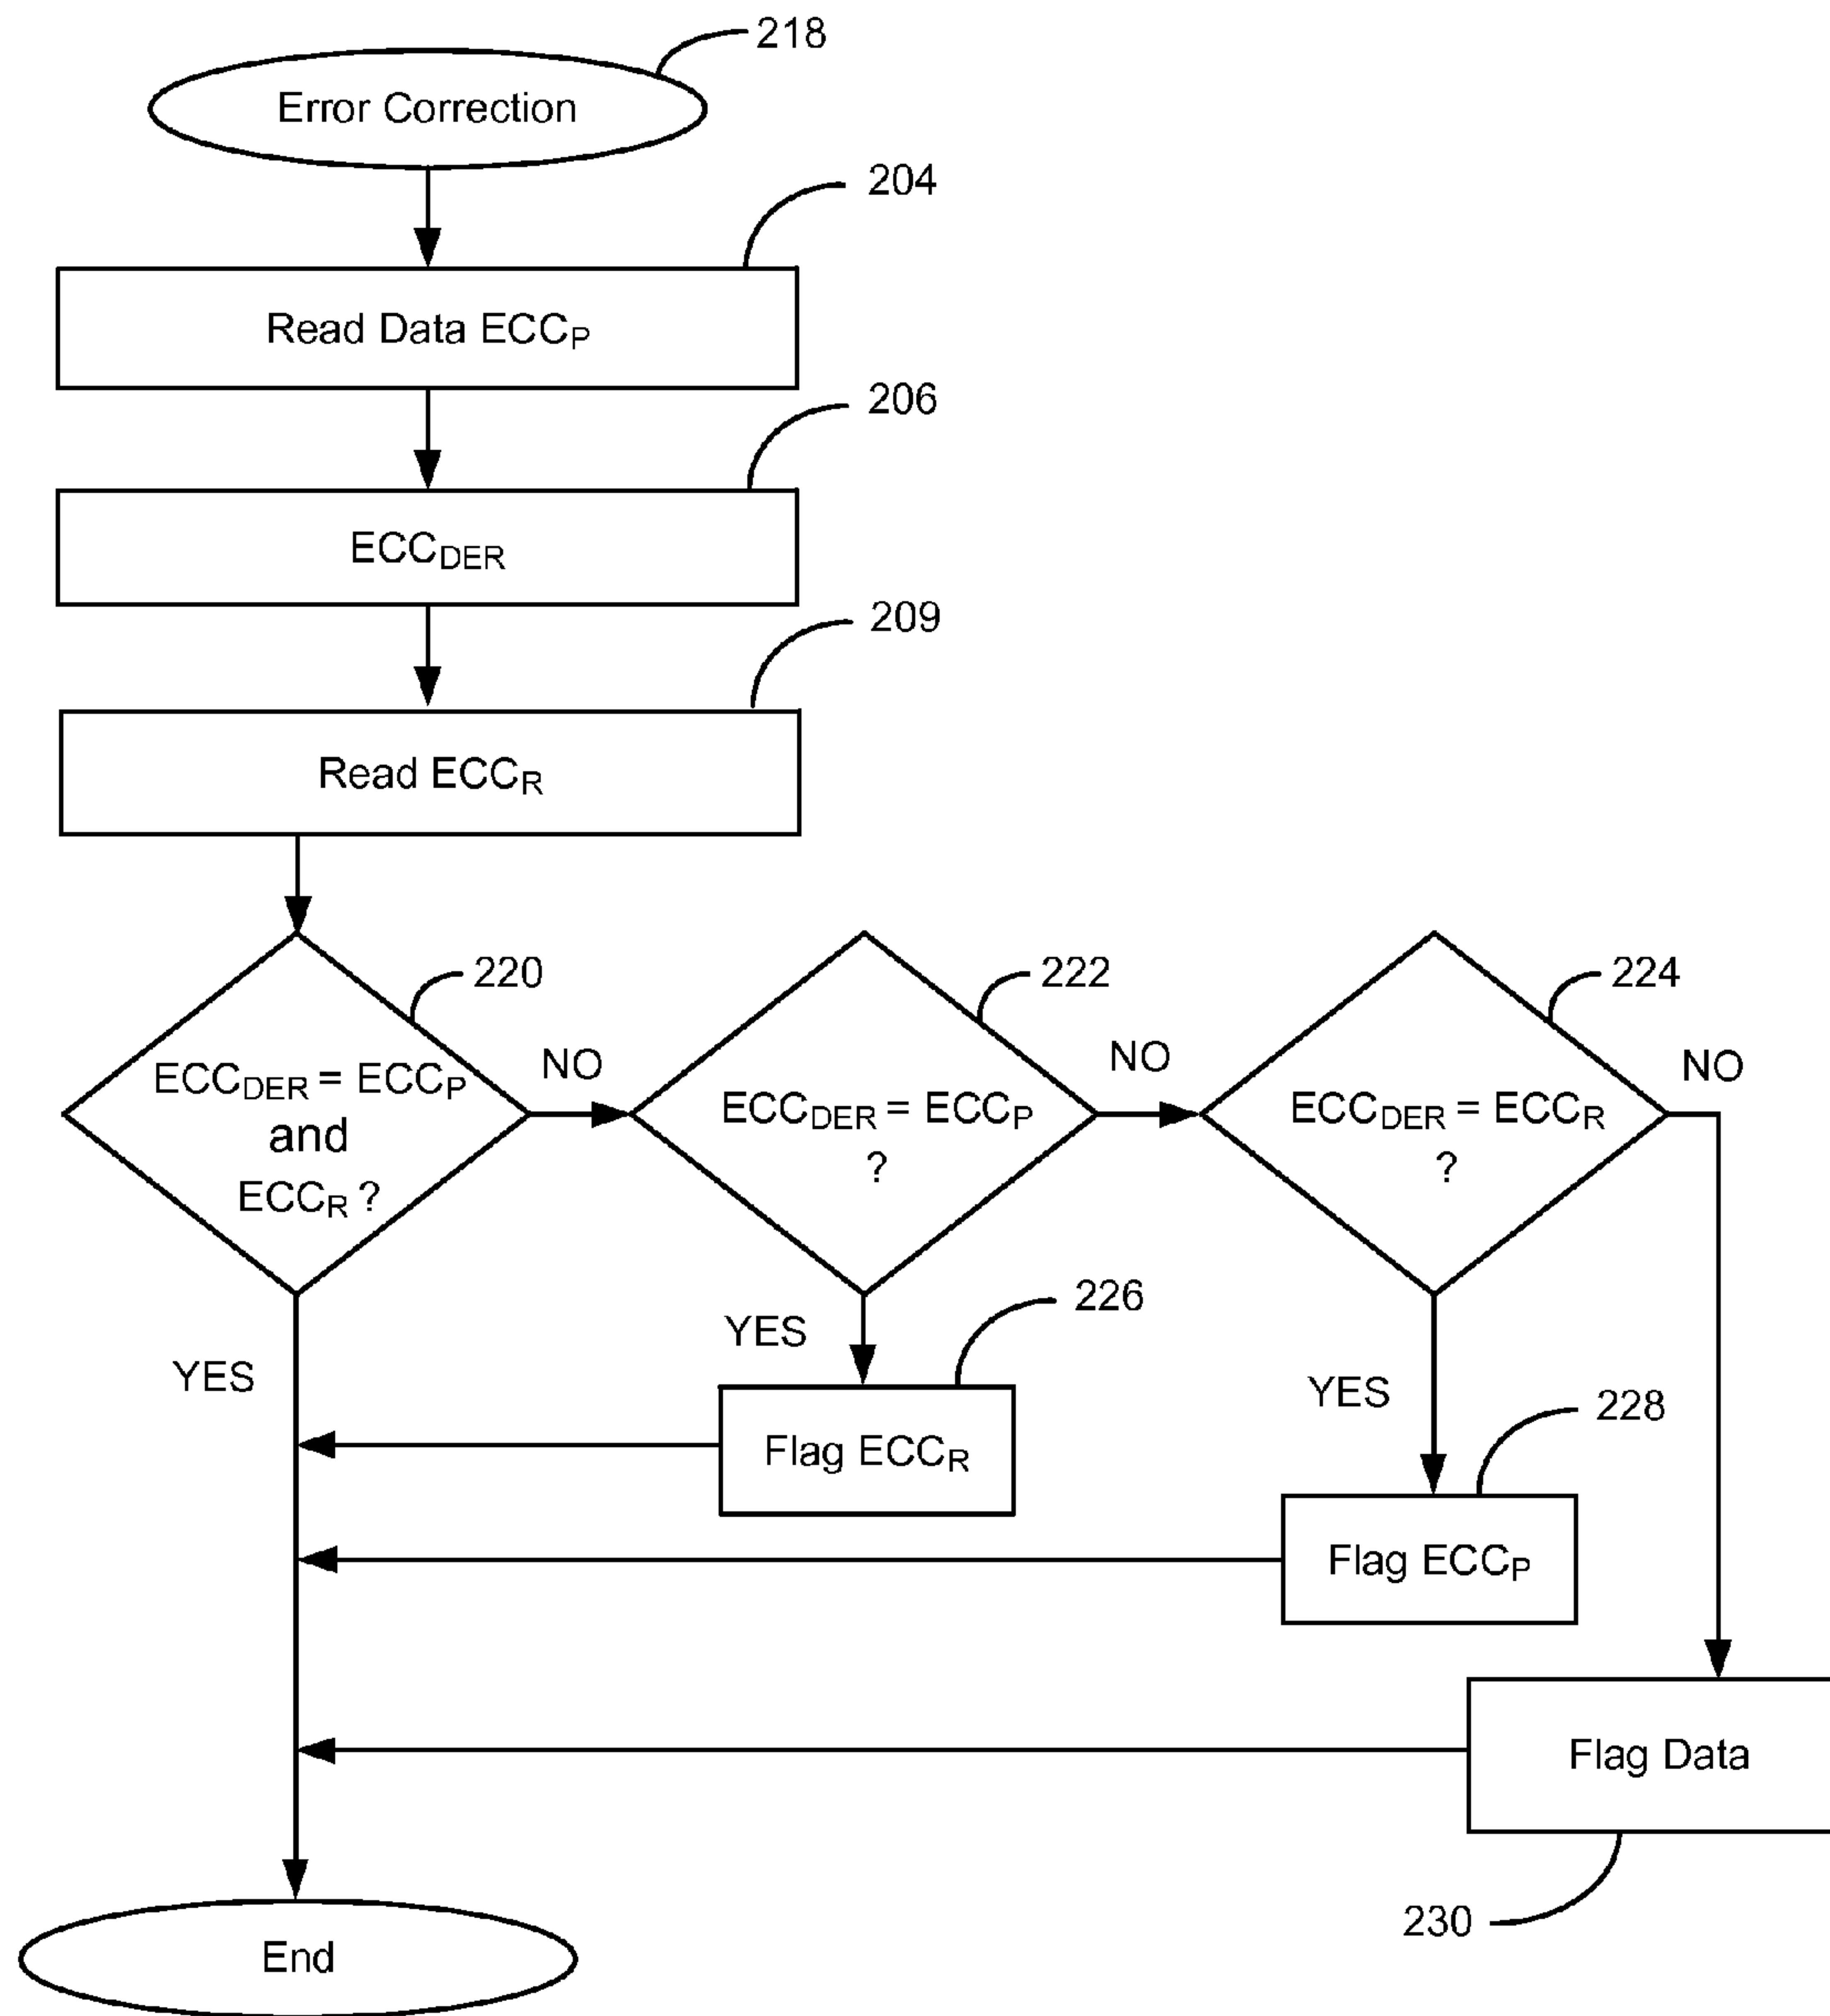 218
Error Correction
204
Read Data ECCP
206
ECCDER
209
Read ECCR
220
ECCDER = ECCP
and
ECCR ?
NO
222
ECCDER = ECCP
?
NO
224
ECCDER = ECCR
?
NO
YES
YES
226
Flag ECCR
YES
228
Flag ECCP
Flag Data
230
End